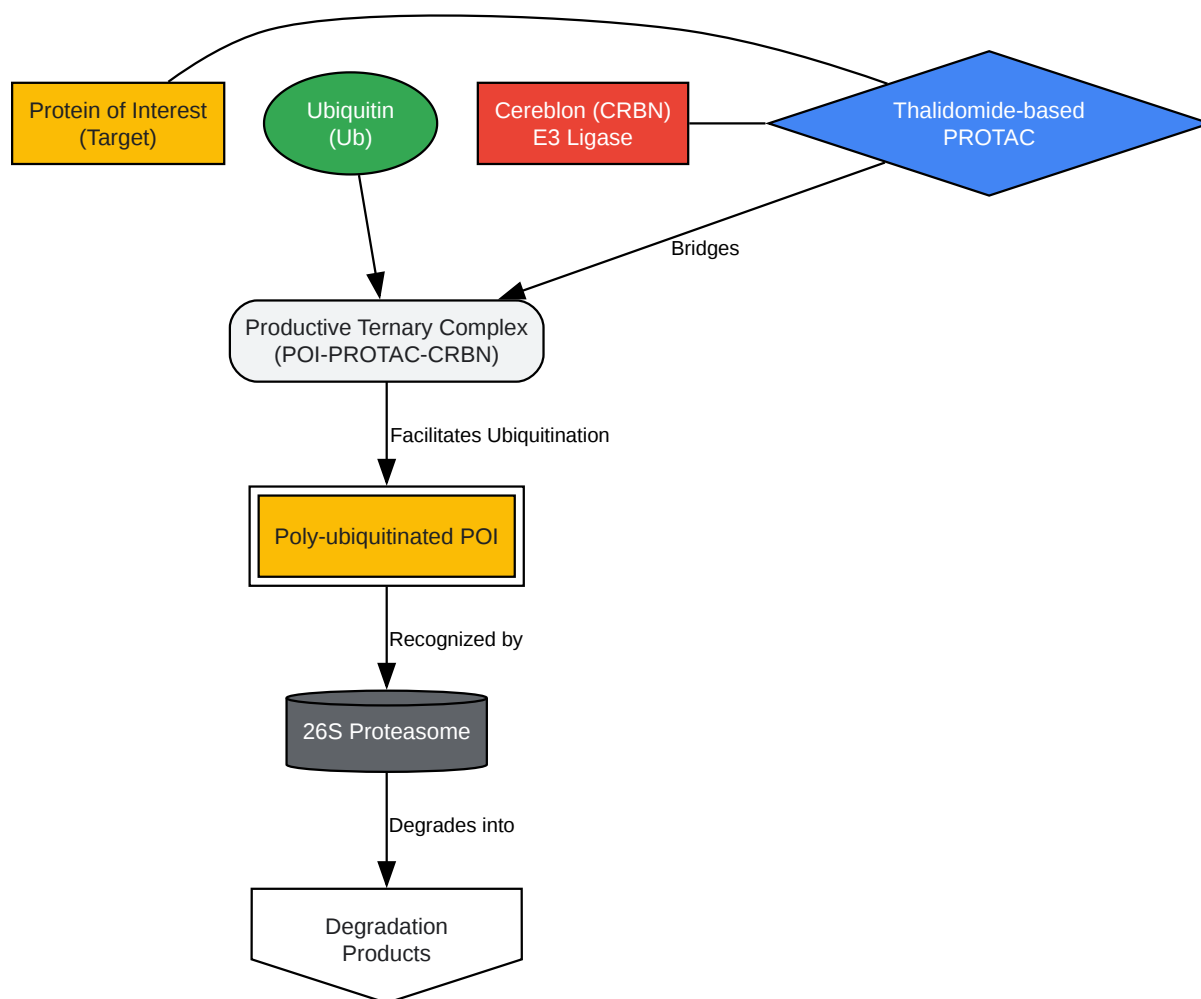 Protein of Interest
(Target)
Ubiquitin
(Ub)
Cereblon (CRBN)
E3 Ligase
Thalidomide-based
PROTAC
Bridges
Productive Ternary Complex
(POI-PROTAC-CRBN)
Facilitates Ubiquitination
Poly-ubiquitinated POI
Recognized by
26S Proteasome
Degrades into
Degradation
Products